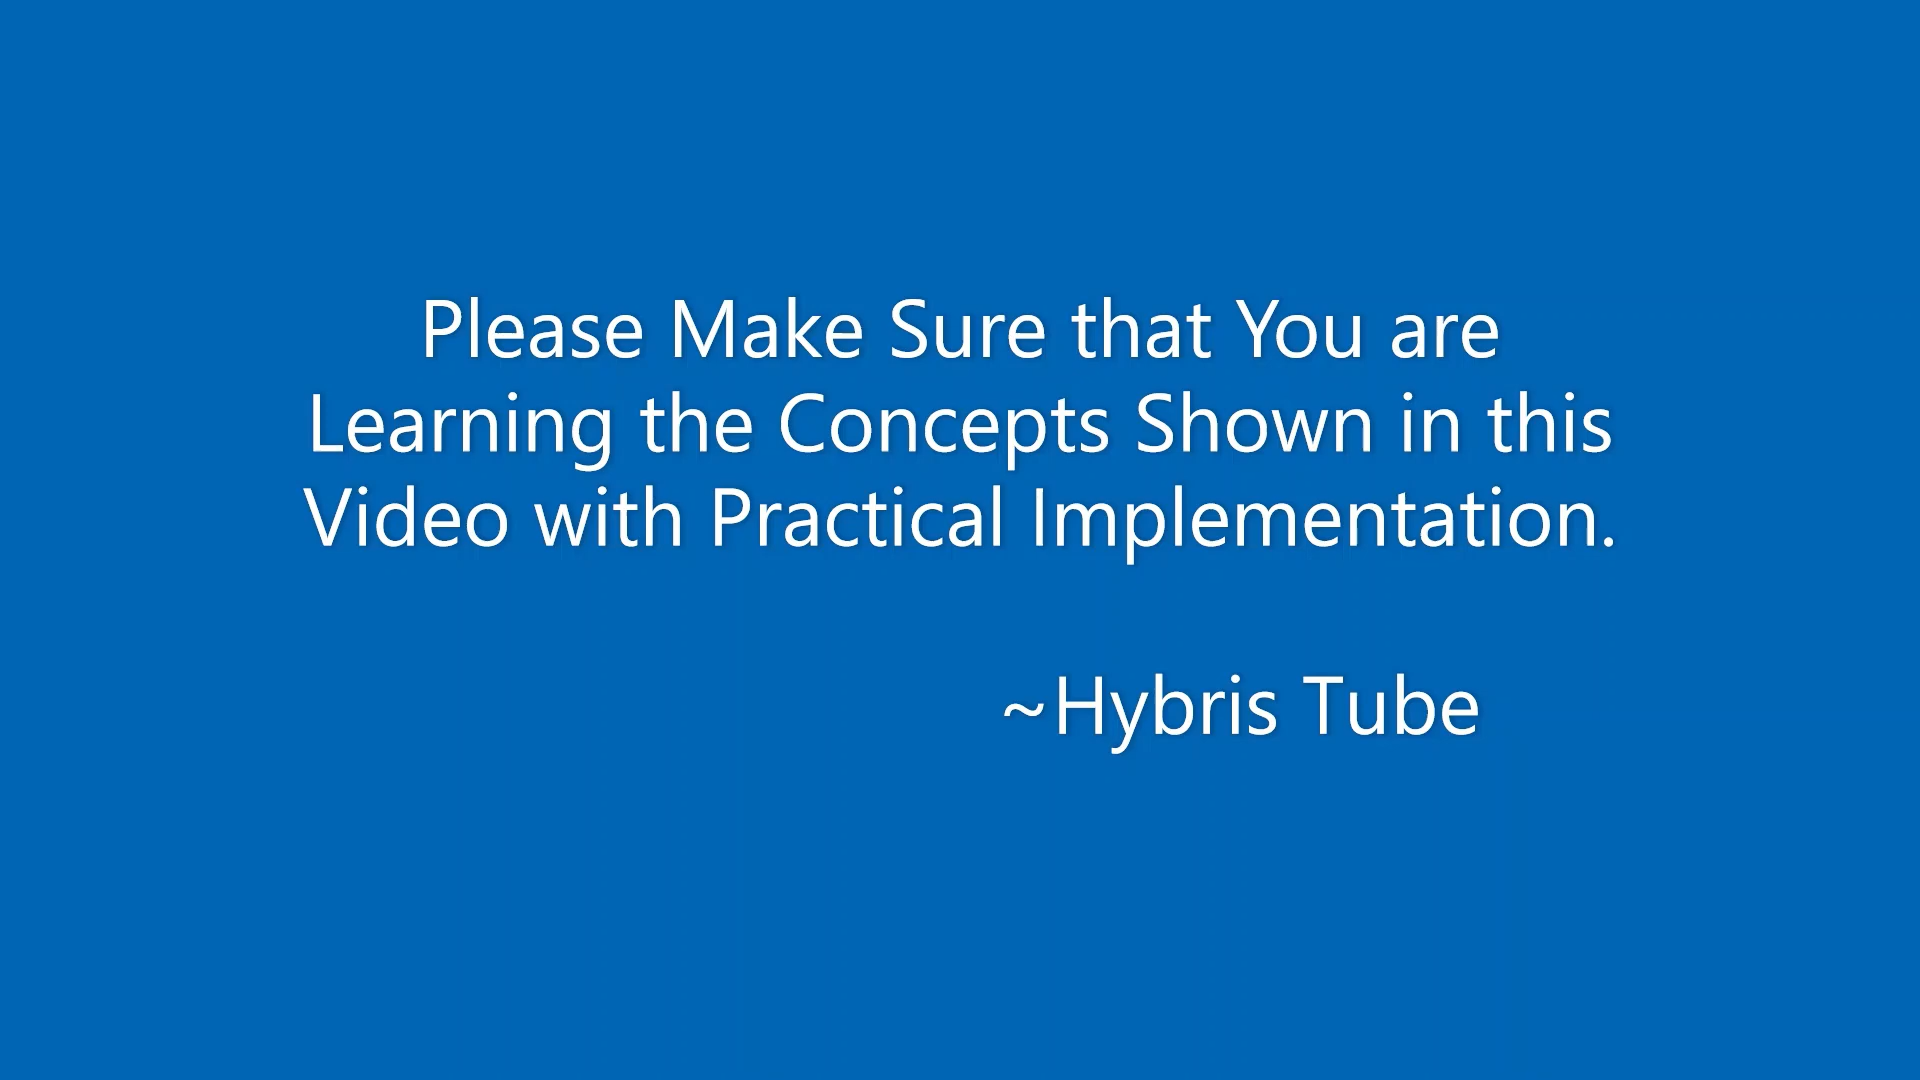 Please Make Sure that You are
Learning the Concepts Shown in this
Video with Practical Implementation.
~Hybris Tube